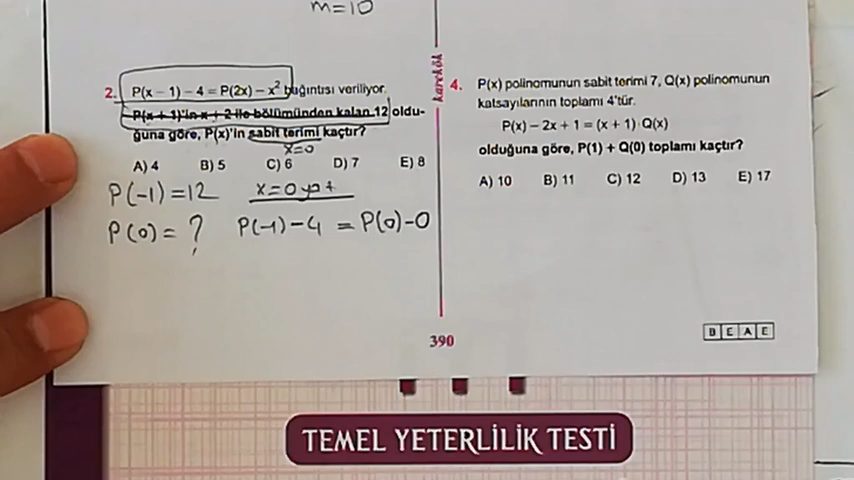 m=10
2. P(x − 1) − 4 = P(2x) − x² bağıntısı veriliyor.
P(x + 1)'in x + 2 ile bölümünden kalan 12 oldu-
ğuna göre, P(x)'in sabit terimi kaçtır?
x=0
A) 4 B) 5 C) 6 D) 7 E) 8
P(-1)=12 x=0 yaz
P(0)=? P(-1)-4 = P(0)-0
karekök
4. P(x) polinomunun sabit terimi 7, Q(x) polinomunun
katsayılarının toplamı 4'tür.
P(x) − 2x + 1 = (x + 1) · Q(x)
olduğuna göre, P(1) + Q(0) toplamı kaçtır?
A) 10 B) 11 C) 12 D) 13 E) 17
390
D E A E
TEMEL YETERLİLİK TESTİ